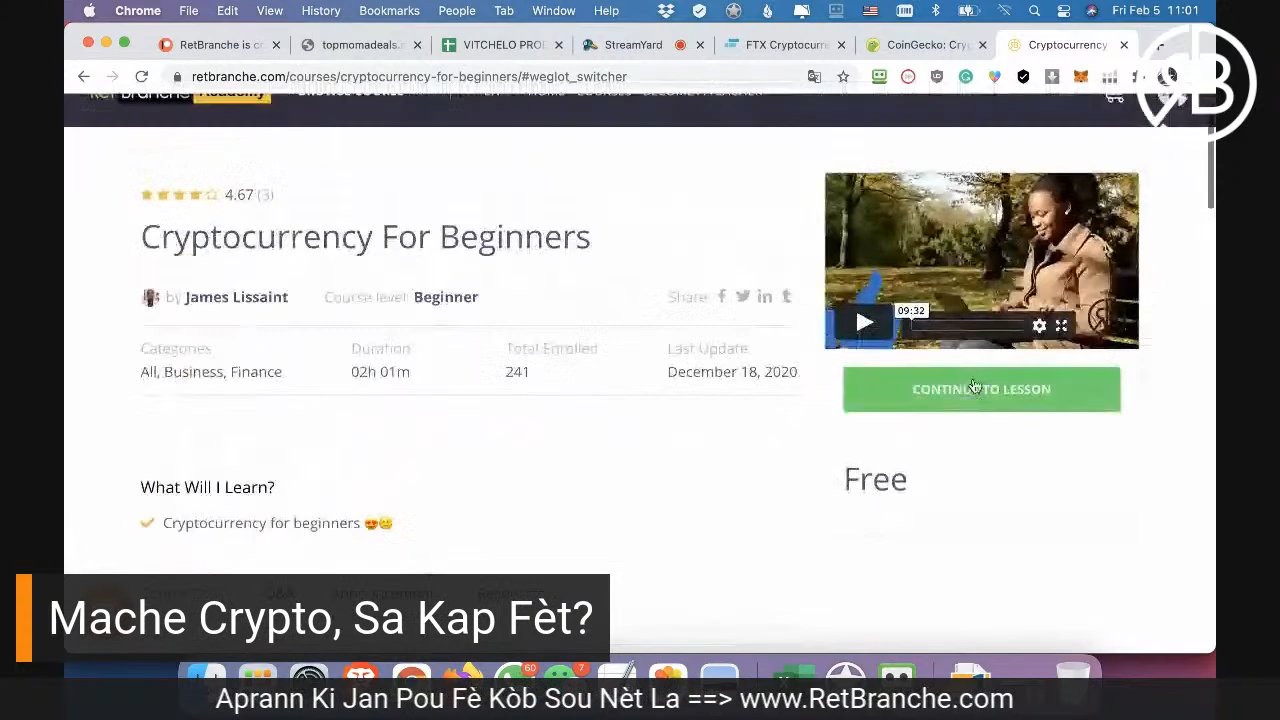 Chrome File Edit View History Bookmarks People Tab Window Help Fri Feb 5 11:01
RetBranche is c
topmomadeals.
VITCHELO PROD
StreamYard
FTX Cryptocurre
CoinGecko: Cry
Cryptocurrency
retbranche.com/courses/cryptocurrency-for-beginners/#weglot_switcher
4.67 (3)
Cryptocurrency For Beginners
by James Lissaint
Course level: Beginner
Share:
Categories
All, Business, Finance
Duration
02h 01m
Total Enrolled
241
Last Update
December 18, 2020
09:32
CONTINUE TO LESSON
Free
What Will I Learn?
Cryptocurrency for beginners 😍😊
Mache Crypto, Sa Kap Fèt?
60
7
Aprann Ki Jan Pou Fè Kòb Sou Nèt La ==> www.RetBranche.com